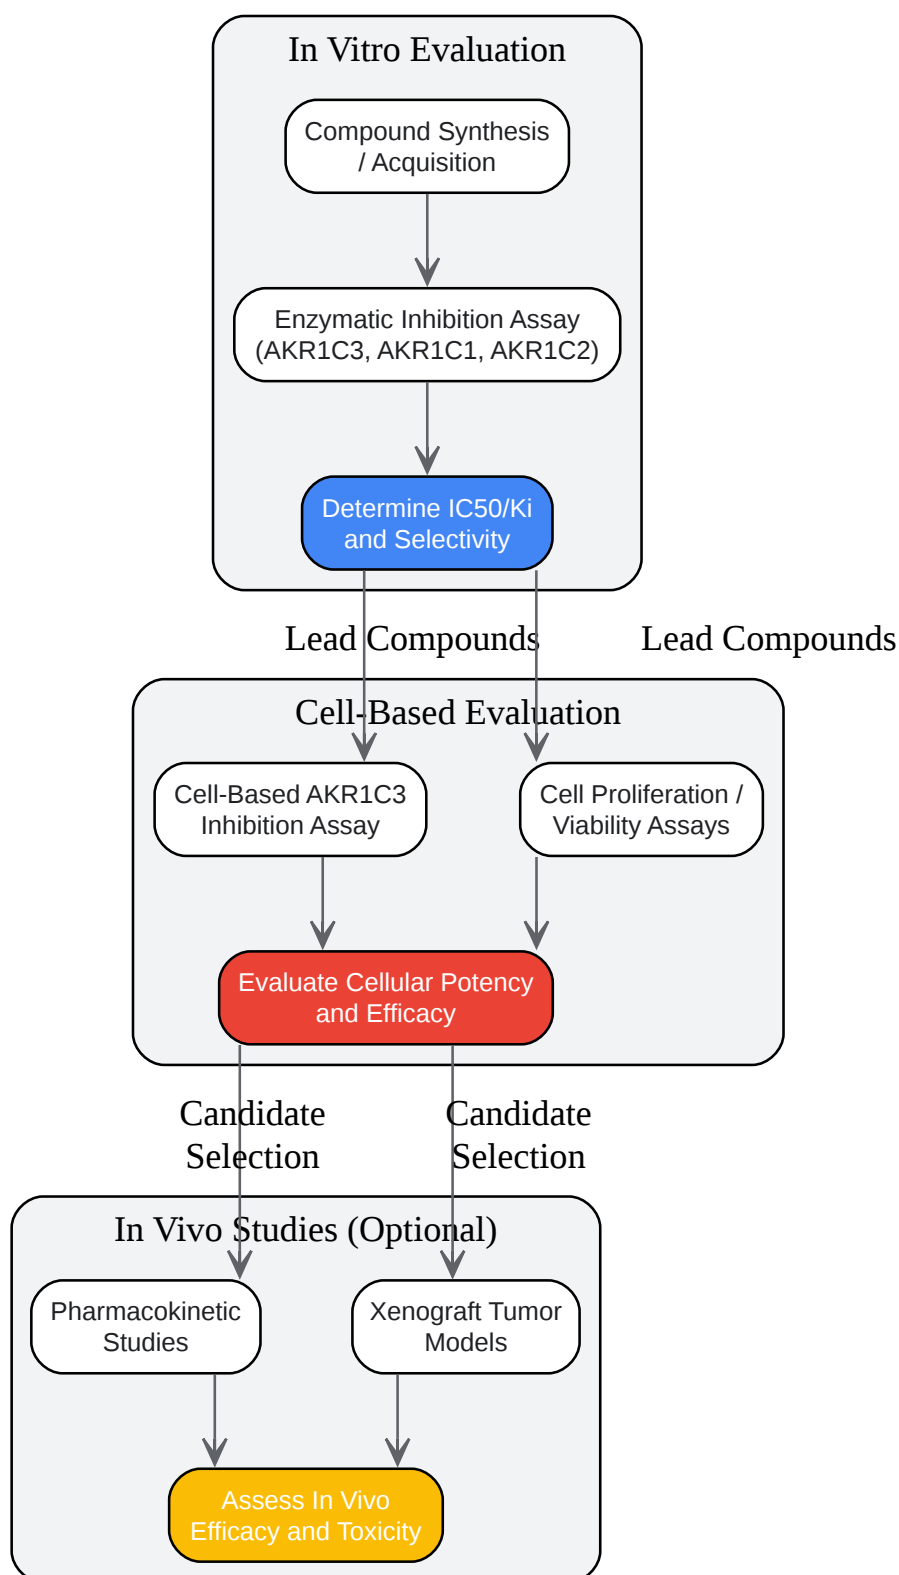 In Vitro Evaluation
Compound Synthesis
/ Acquisition
Enzymatic Inhibition Assay
(AKR1C3, AKR1C1, AKR1C2)
Determine IC50/Ki
and Selectivity
Lead Compounds
Lead Compounds
Cell-Based Evaluation
Cell-Based AKR1C3
Inhibition Assay
Cell Proliferation /
Viability Assays
Evaluate Cellular Potency
and Efficacy
Candidate
Selection
Candidate
Selection
In Vivo Studies (Optional)
Pharmacokinetic
Studies
Xenograft Tumor
Models
Assess In Vivo
Efficacy and Toxicity